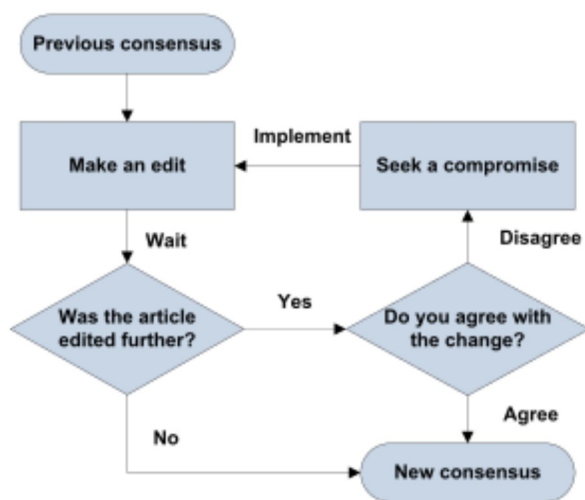 Previous consensus
Implement
Make an edit
Seek a compromise
Wait
Disagree
Was the article
edited further?
Yes
Do you agree with
the change?
No
Agree
New consensus